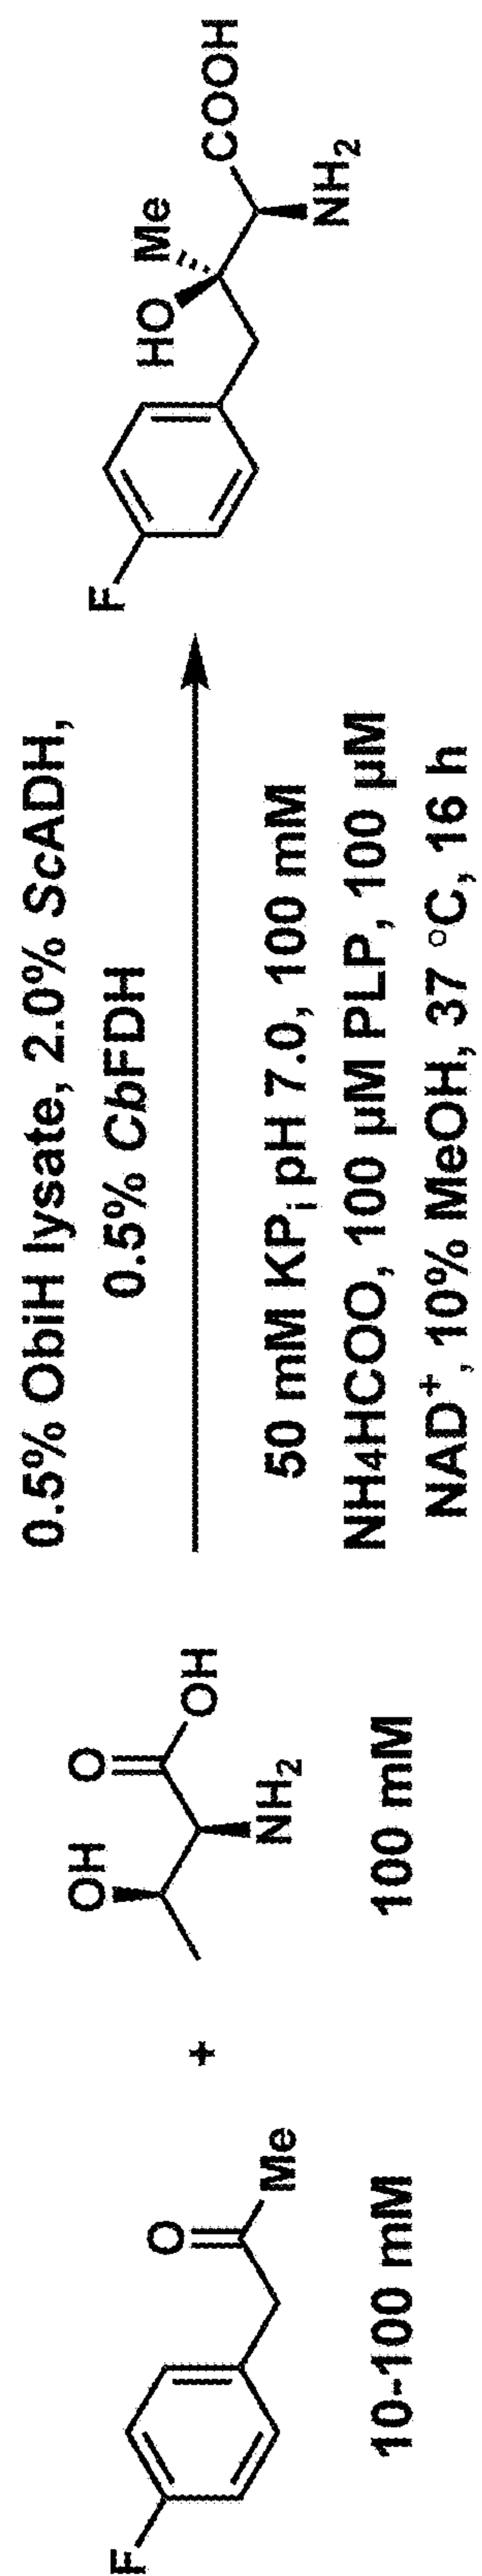 F
O
Me
10-100 mM
+
OH
O
OH
NH₂
100 mM
0.5% ObiH lysate, 2.0% ScADH,
0.5% CbFDH
50 mM KPᵢ pH 7.0, 100 mM
NH4HCOO, 100 µM PLP, 100 µM
NAD⁺, 10% MeOH, 37 °C, 16 h
F
HO
Me
COOH
NH₂